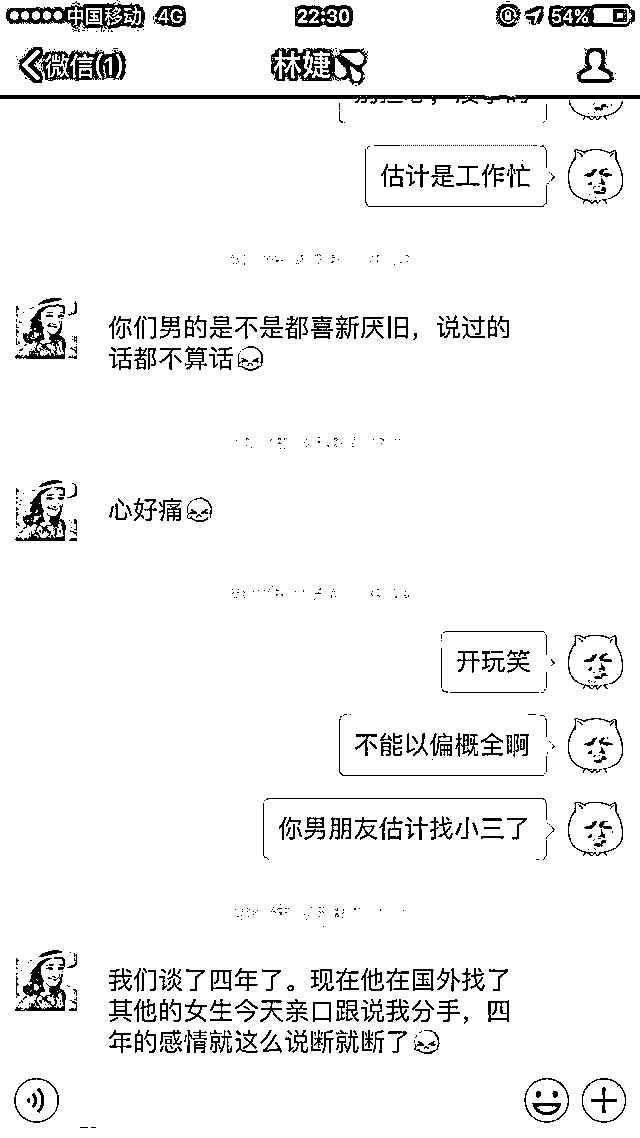 中国移动 4G 22:30 54%
微信(1) 林婕
估计是工作忙
你们男的是不是都喜新厌旧，说过的
话都不算话
心好痛
开玩笑
不能以偏概全啊
你男朋友估计找小三了
我们谈了四年了。现在他在国外找了
其他的女生今天亲口跟说我分手，四
年的感情就这么说断就断了